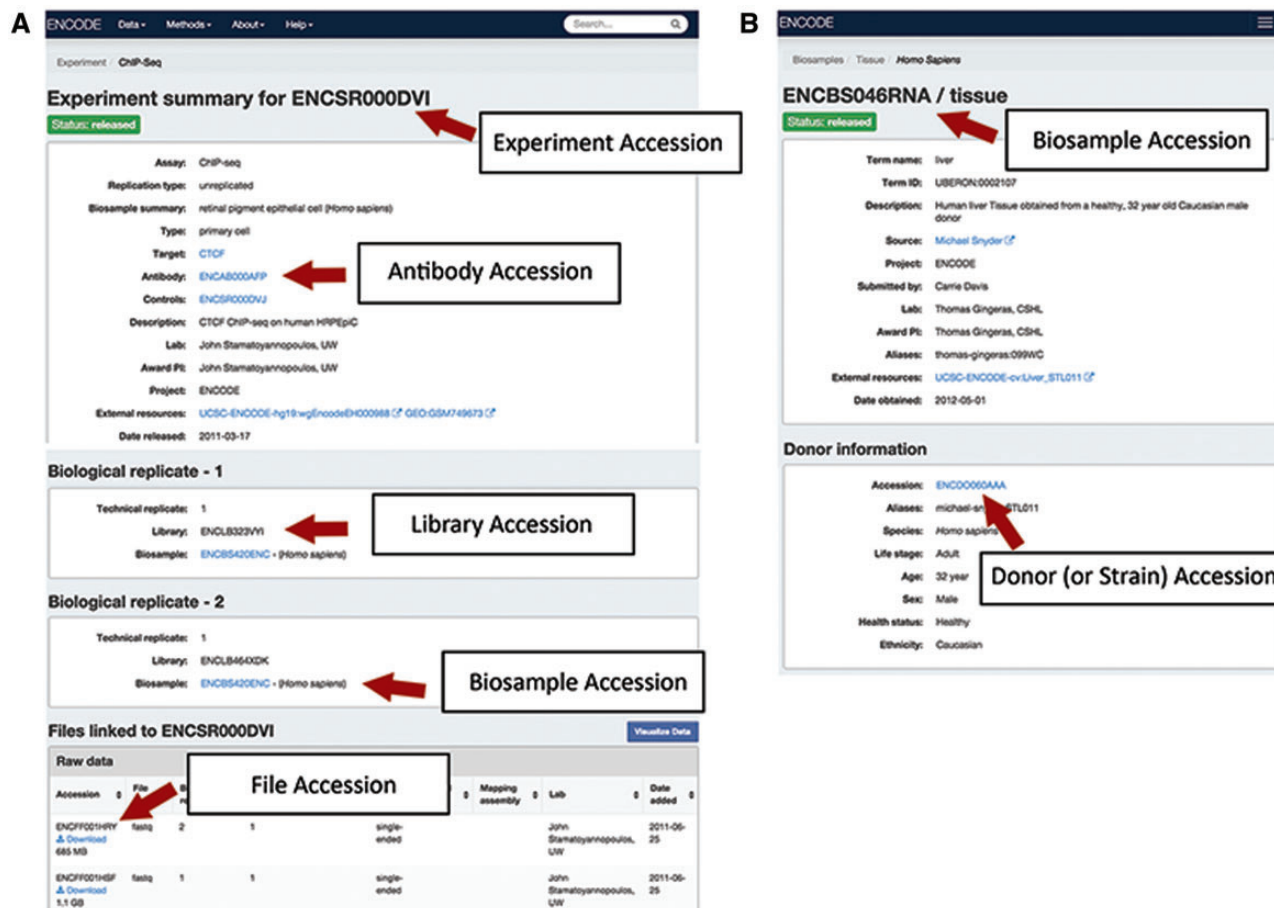 A
ENCODE Data Methods About Help Search...
Experiment / ChIP-Seq
Experiment summary for ENCSR000DVI
Status: released
Experiment Accession
Assay: ChIP-seq
Replication type: unreplicated
Biosample summary: retinal pigment epithelial cell (Homo sapiens)
Type: primary cell
Target: CTCF
Antibody: ENCAB000AFP
Antibody Accession
Controls: ENCSR000DVJ
Description: CTCF ChIP-seq on human HRPEpiC
Lab: John Stamatoyannopoulos, UW
Award PI: John Stamatoyannopoulos, UW
Project: ENCODE
External resources: UCSC-ENCODE-hg19:wgEncodeEH000988 GEO:GSM749673
Date released: 2011-03-17
Biological replicate - 1
Technical replicate: 1
Library: ENCLB323VYI
Library Accession
Biosample: ENCBS420ENC - (Homo sapiens)
Biological replicate - 2
Technical replicate: 1
Library: ENCLB464XDK
Biosample: ENCBS420ENC - (Homo sapiens)
Biosample Accession
Files linked to ENCSR000DVI
Visualize Data
Raw data
File Accession
Accession File Mapping assembly Lab Date added
ENCFF001HRY fastq 2 1 single-ended John Stamatoyannopoulos, UW 2011-06-25
Download
685 MB
ENCFF001HSF fastq 1 1 single-ended John Stamatoyannopoulos, UW 2011-06-25
Download
1.1 GB
B
ENCODE
Biosamples / Tissue / Homo Sapiens
ENCBS046RNA / tissue
Status: released
Biosample Accession
Term name: liver
Term ID: UBERON:0002107
Description: Human liver Tissue obtained from a healthy, 32 year old Caucasian male
donor
Source: Michael Snyder
Project: ENCODE
Submitted by: Carrie Davis
Lab: Thomas Gingeras, CSHL
Award PI: Thomas Gingeras, CSHL
Aliases: thomas-gingeras:099WC
External resources: UCSC-ENCODE-cv:Liver_STL011
Date obtained: 2012-05-01
Donor information
Accession: ENCDO060AAA
Aliases:
Species: Homo sapiens
Life stage: Adult
Donor (or Strain) Accession
Age: 32 year
Sex: Male
Health status: Healthy
Ethnicity: Caucasian